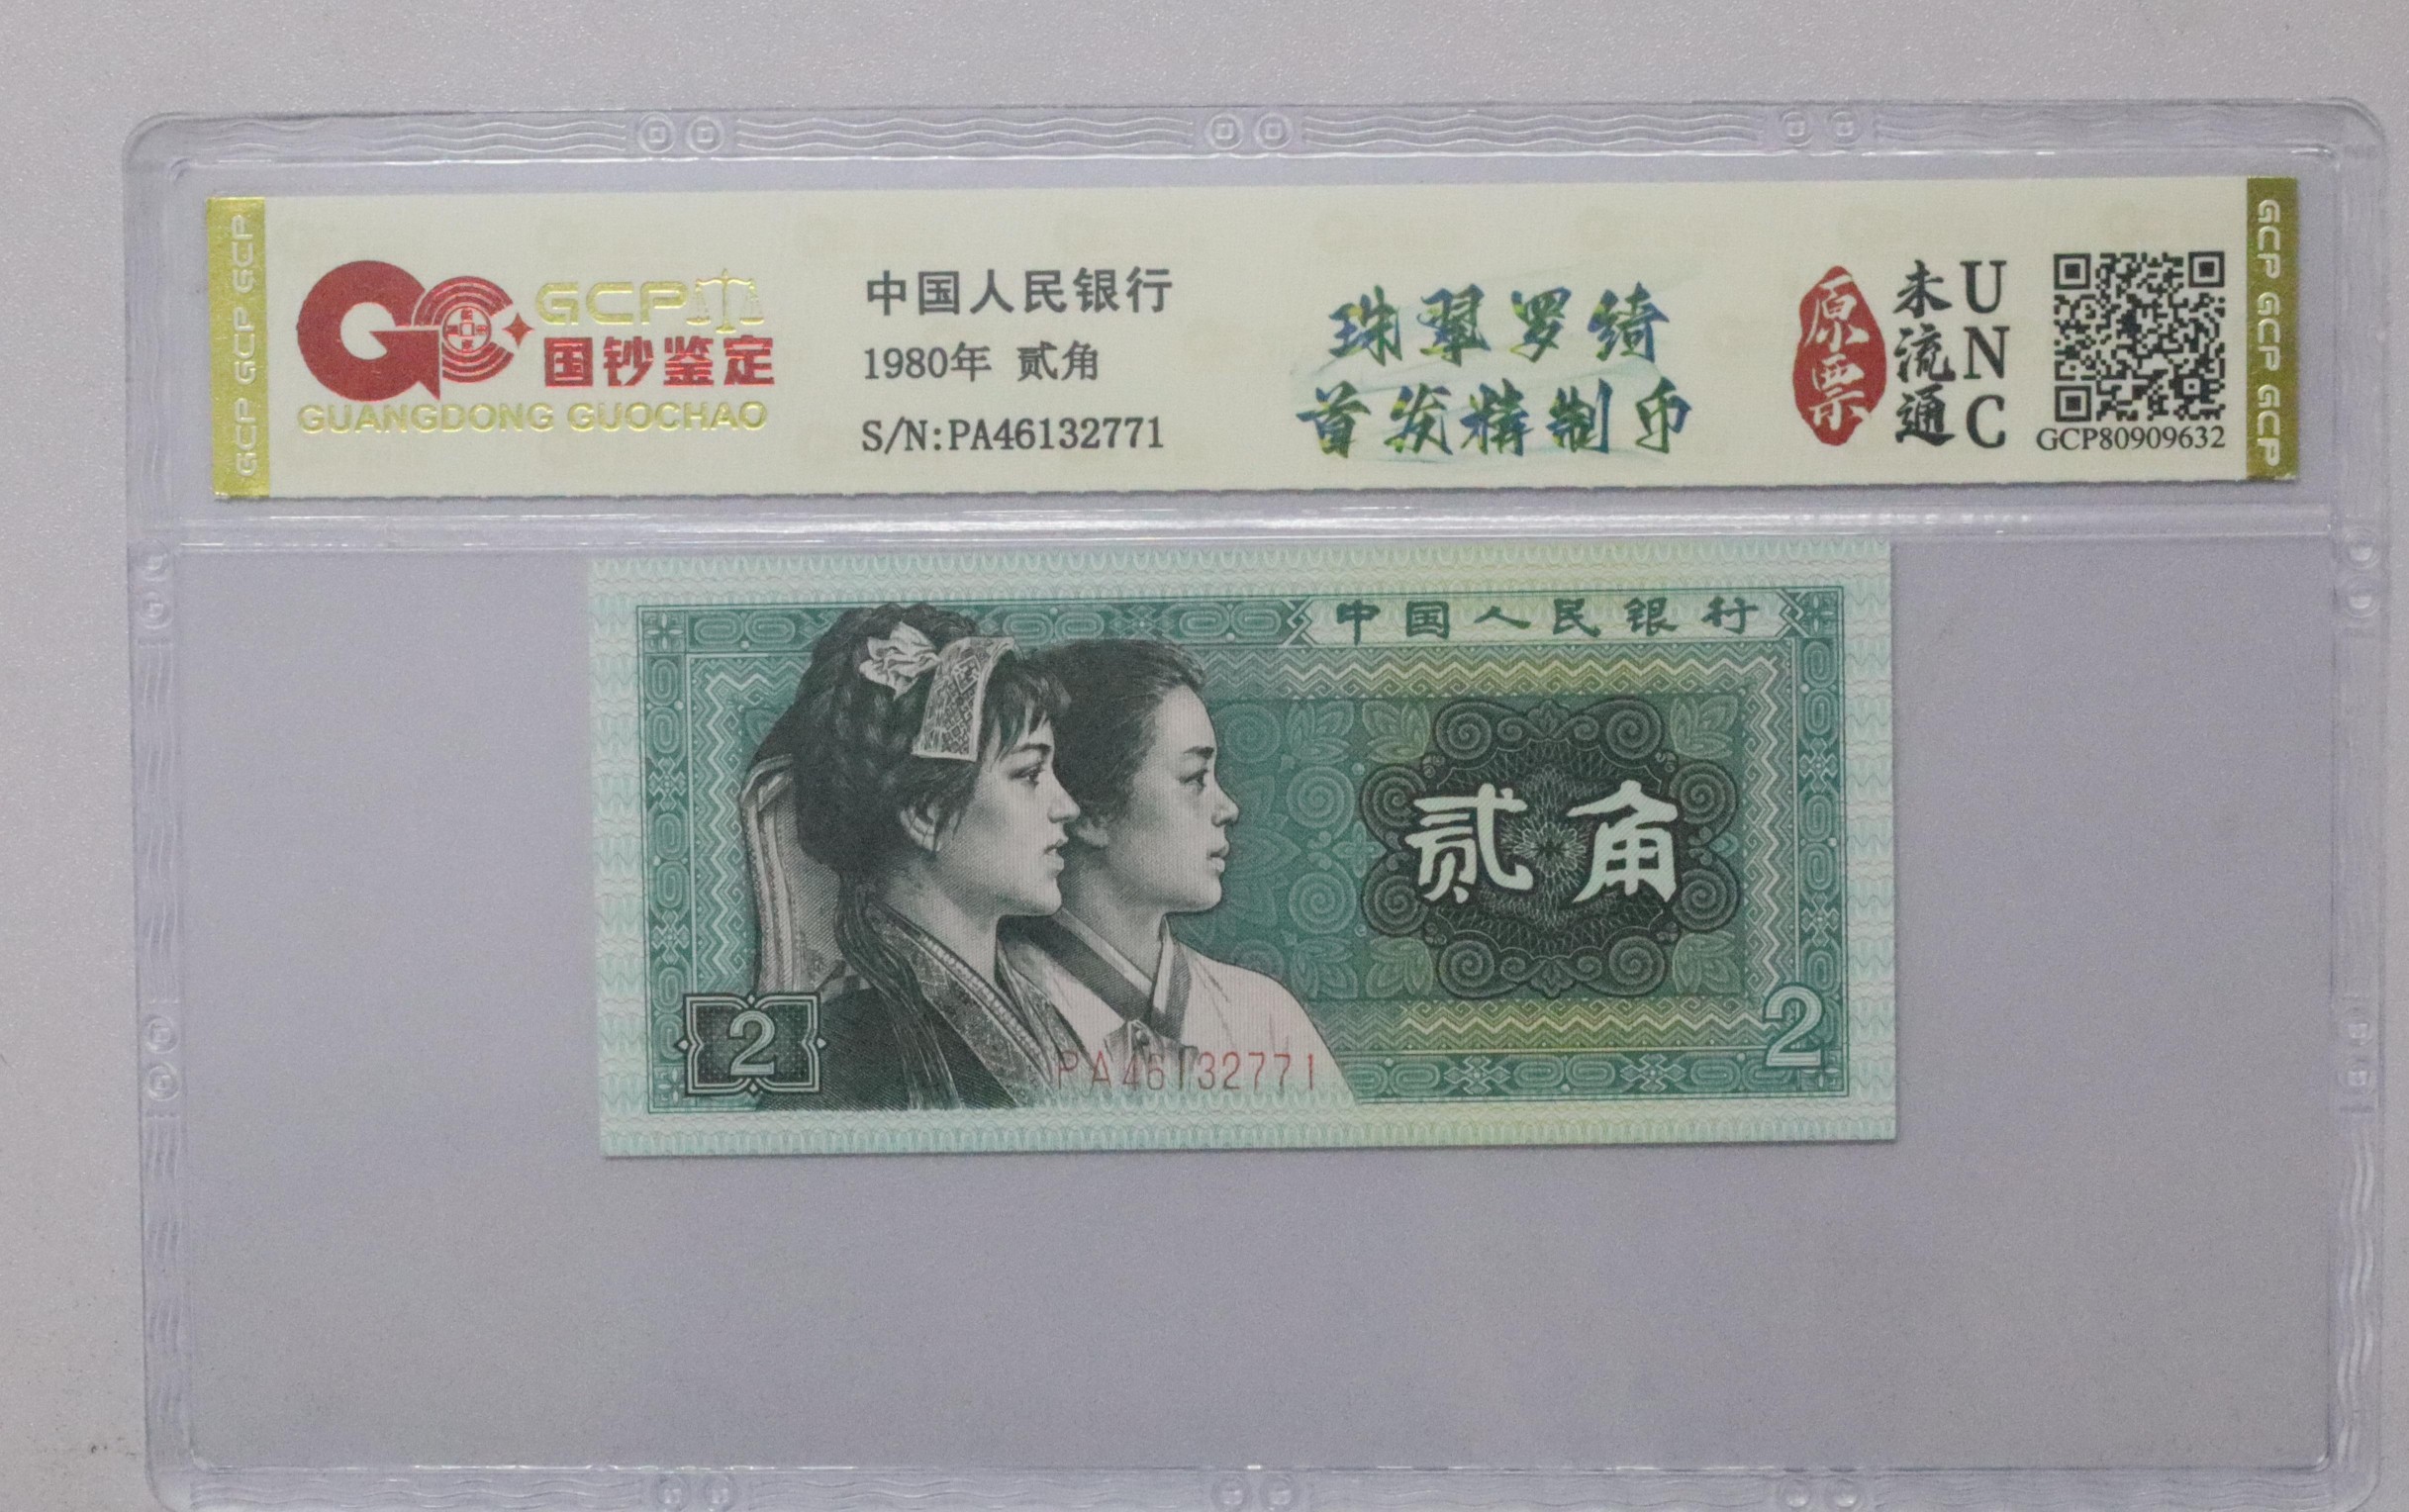 GCP GCP GCP
GCP
国钞鉴定
GUANGDONG GUOCHAO
中国人民银行
1980年 贰角
S/N:PA46132771
珠翠罗绮
首发精制币
原票
未流通
UNC
GCP80909632
GCP GCP GCP
中国人民银行
贰角
2
2
PA46132771